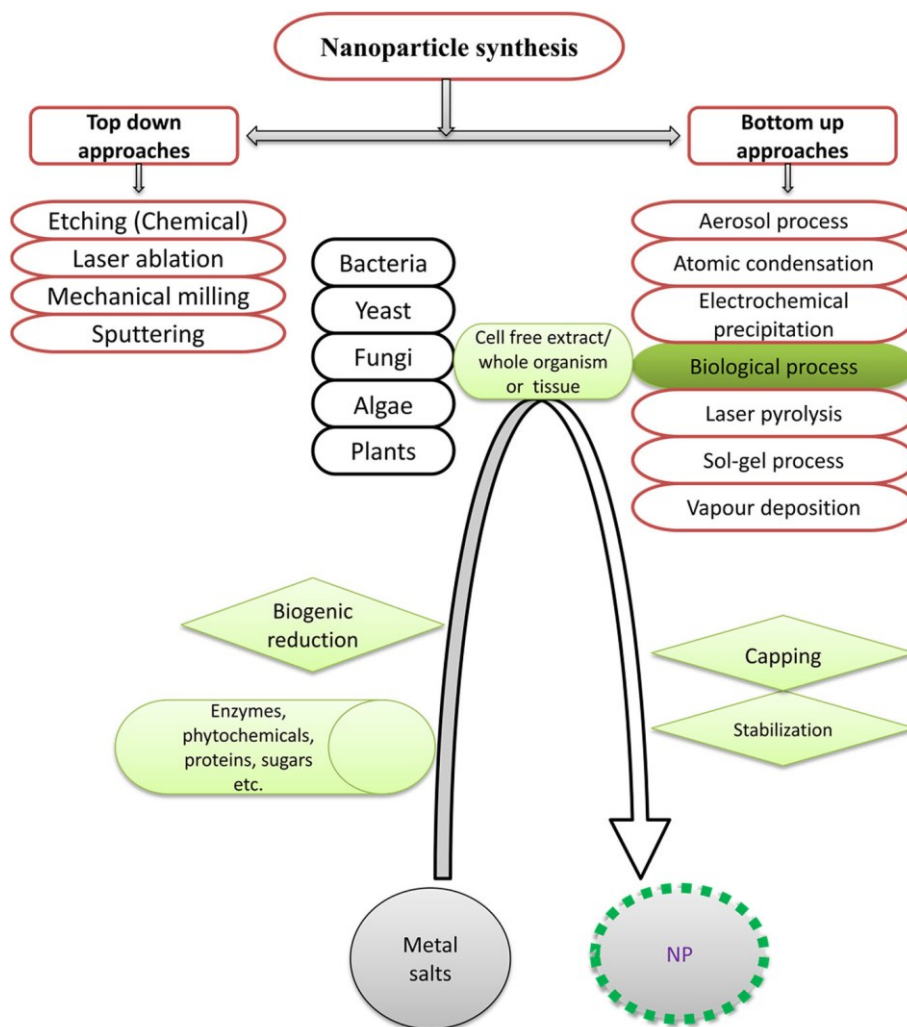 Nanoparticle synthesis
Top down
approaches
Bottom up
approaches
Etching (Chemical)
Laser ablation
Mechanical milling
Sputtering
Bacteria
Yeast
Fungi
Algae
Plants
Cell free extract/
whole organism
or tissue
Aerosol process
Atomic condensation
Electrochemical
precipitation
Biological process
Laser pyrolysis
Sol-gel process
Vapour deposition
Biogenic
reduction
Enzymes,
phytochemicals,
proteins, sugars
etc.
Capping
Stabilization
Metal
salts
NP